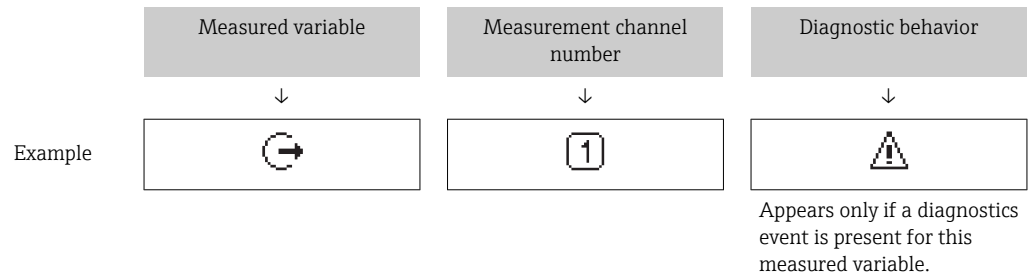 Measured variable
Measurement channel
number
Diagnostic behavior
↓ ↓ ↓
Example
1
Appears only if a diagnostics
event is present for this
measured variable.